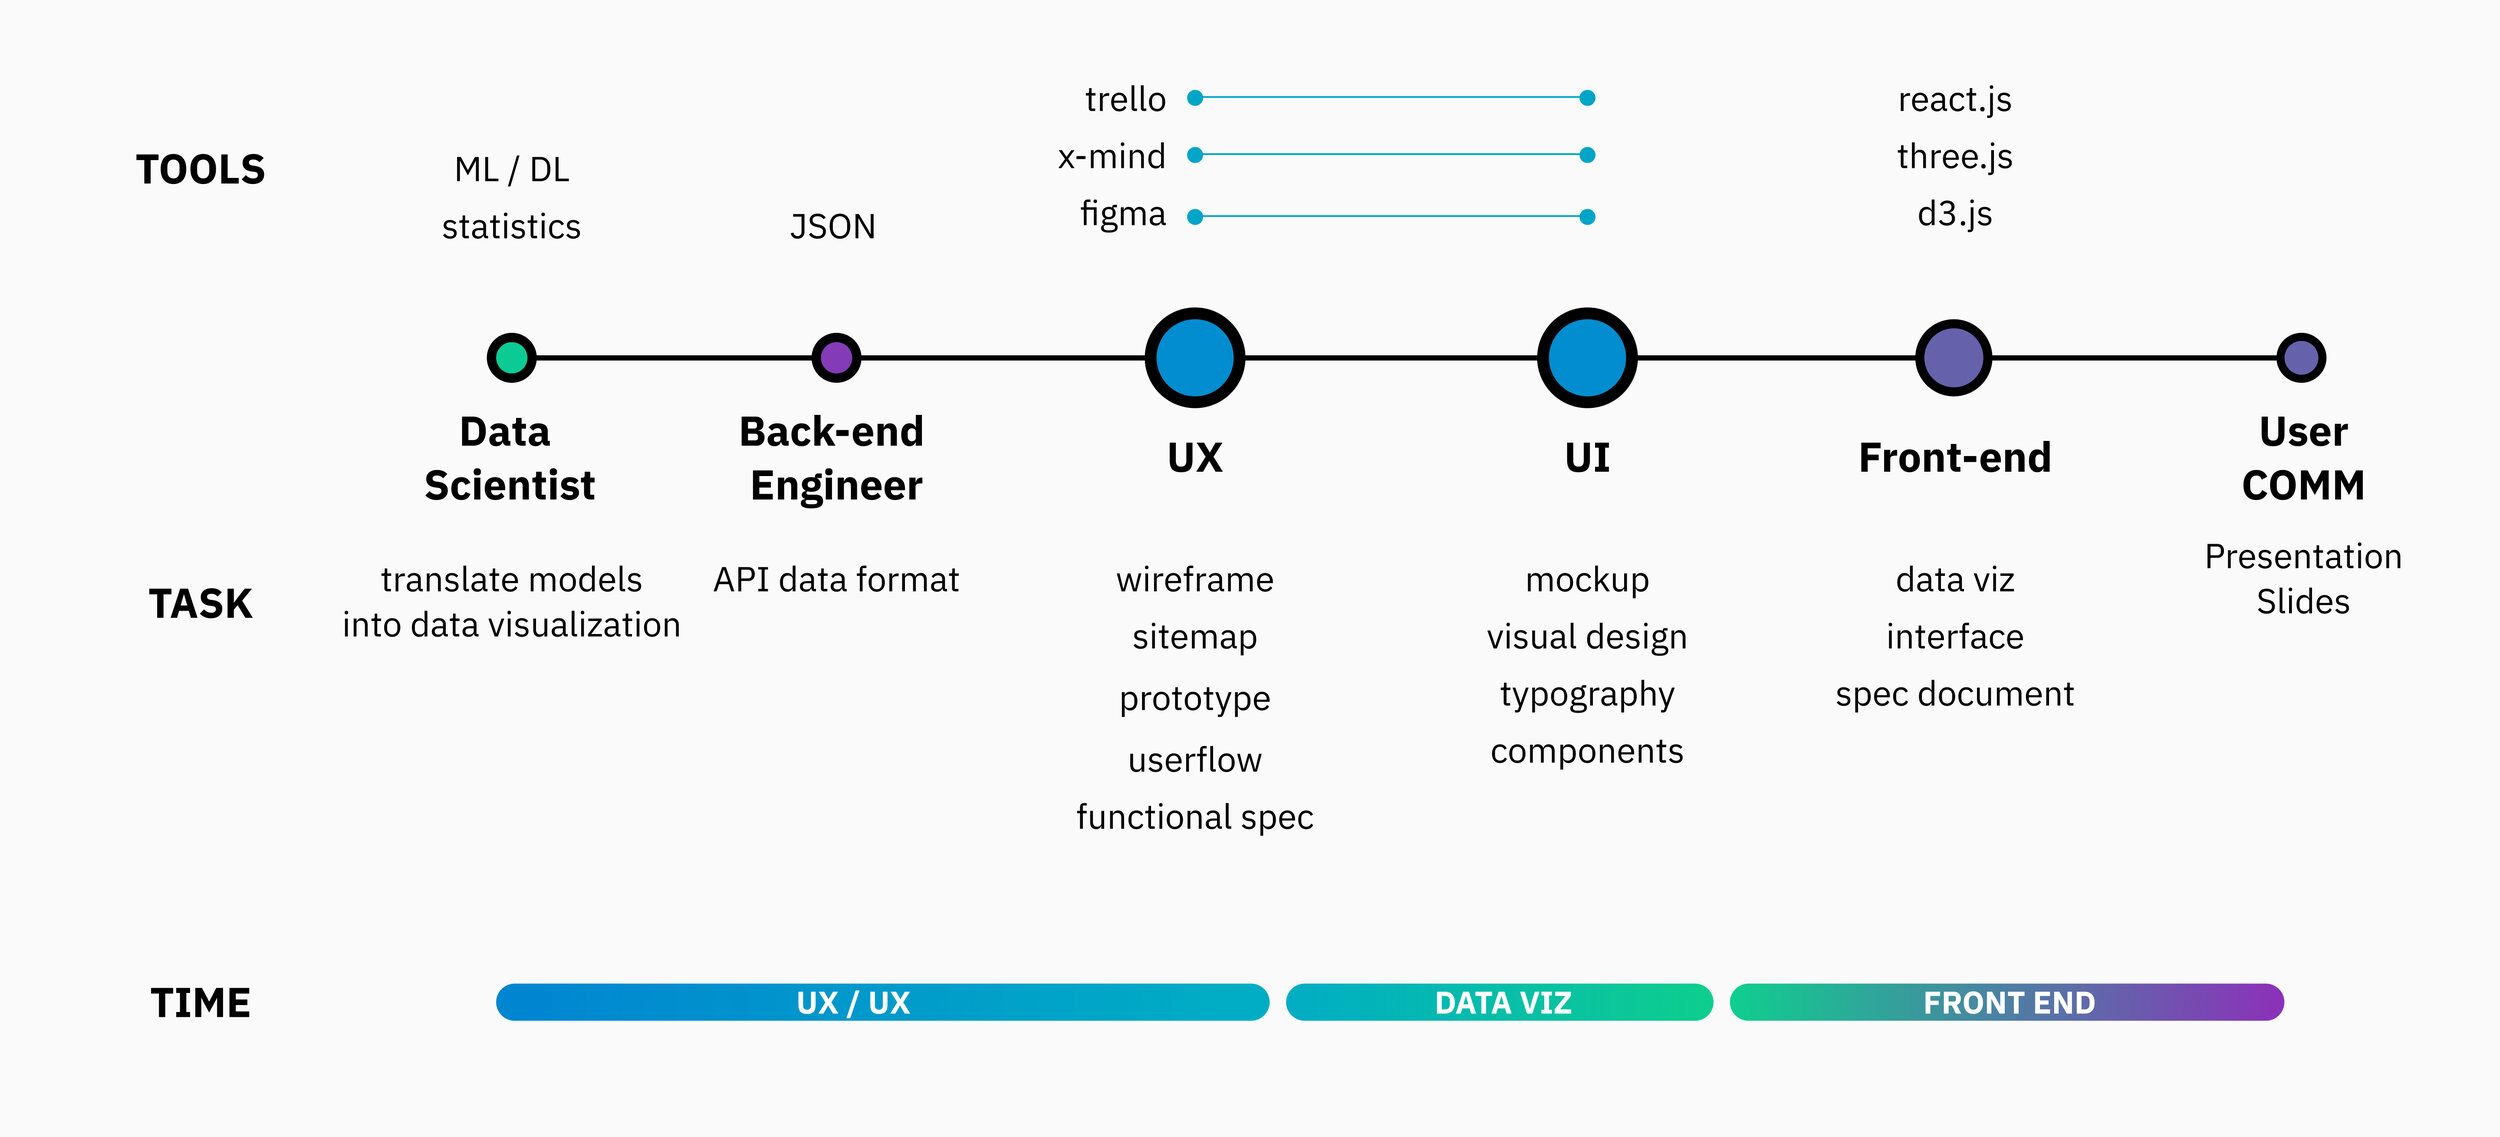 TOOLS
ML / DL
statistics
JSON
trello
x-mind
figma
react.js
three.js
d3.js
Data
Scientist
Back-end
Engineer
UX
UI
Front-end
User
COMM
TASK
translate models
into data visualization
API data format
wireframe
sitemap
prototype
userflow
functional spec
mockup
visual design
typography
components
data viz
interface
spec document
Presentation
Slides
TIME
UX / UX
DATA VIZ
FRONT END